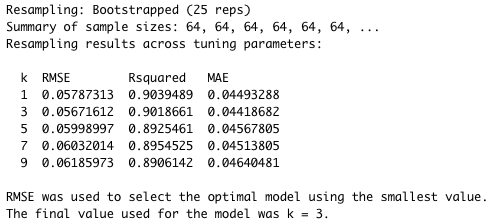 Resampling: Bootstrapped (25 reps)
Summary of sample sizes: 64, 64, 64, 64, 64, 64, ...
Resampling results across tuning parameters:
k RMSE Rsquared MAE
1 0.05787313 0.9039489 0.04493288
3 0.05671612 0.9018661 0.04418682
5 0.05998997 0.8925461 0.04567805
7 0.06032014 0.8954525 0.04513805
9 0.06185973 0.8906142 0.04640481
RMSE was used to select the optimal model using the smallest value.
The final value used for the model was k = 3.